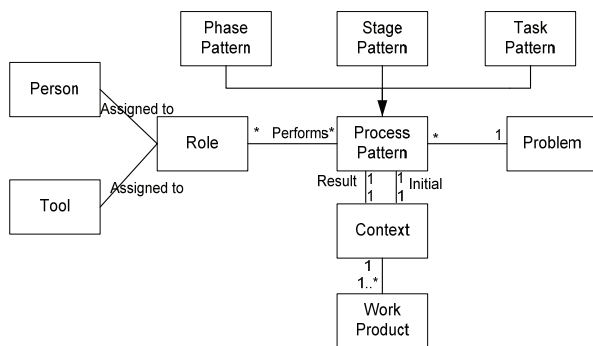 Phase
Pattern
Stage
Pattern
Task
Pattern
Person
Assigned to
Role
* Performs*
Process
Pattern
* 1
Problem
Tool
Assigned to
Result 1 1 Initial
1 1
Context
1
1..*
Work
Product